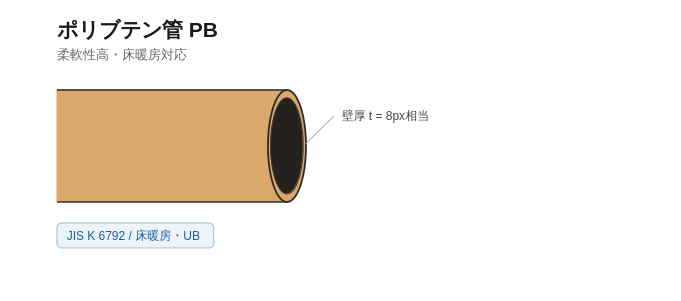 ポリブテン管 PB
柔軟性高・床暖房対応
壁厚 t = 8px相当
JIS K 6792 / 床暖房・UB